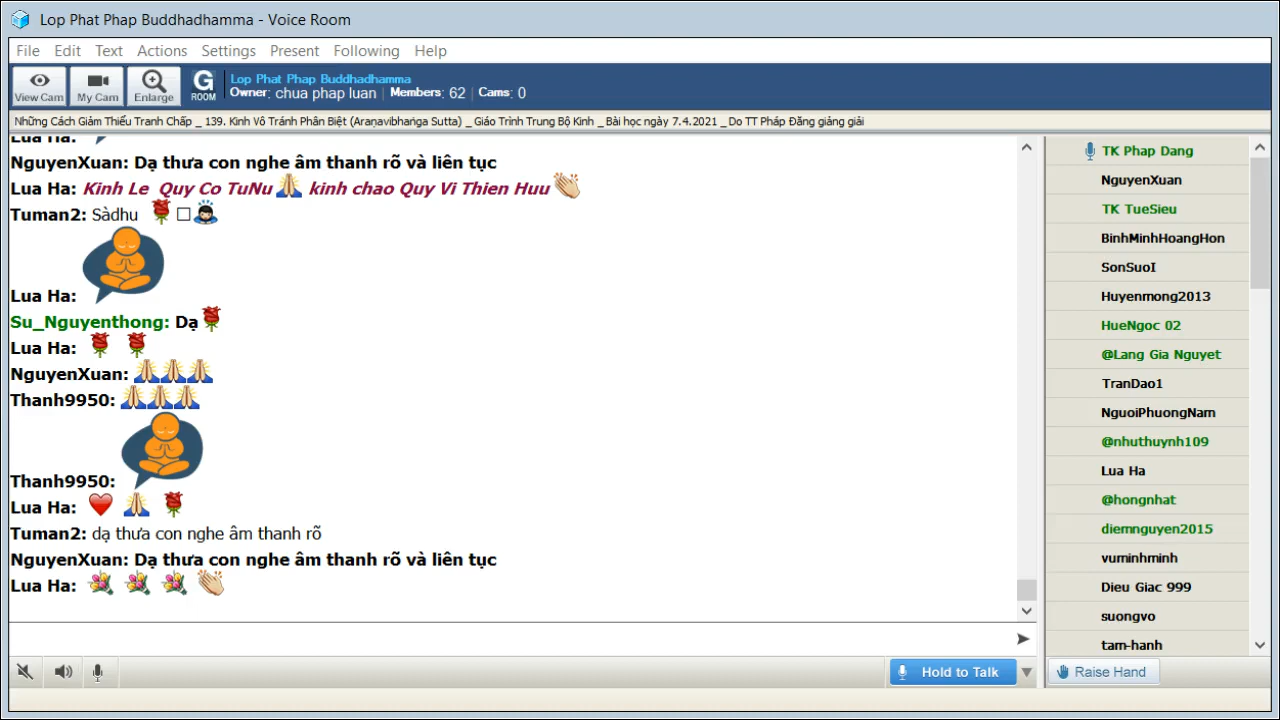 Lop Phat Phap Buddhadhamma - Voice Room
File Edit Text Actions Settings Present Following Help
View Cam My Cam Enlarge G ROOM
Lop Phat Phap Buddhadhamma
Owner: chua phap luan | Members: 62 | Cams: 0
Những Cách Giảm Thiểu Tranh Chấp _ 139. Kinh Vô Tránh Phân Biệt (Araṇavibhaṅga Sutta) _Giáo Trình Trung Bộ Kinh _Bài học ngày 7.4.2021 _Do TT Pháp Đăng giảng giải
Lua Ha:
NguyenXuan: Dạ thưa con nghe âm thanh rõ và liên tục
Lua Ha: Kinh Le Quy Co TuNu kinh chao Quy Vi Thien Huu
Tuman2: Sàdhu
Lua Ha:
Su_Nguyenthong: Dạ
Lua Ha:
NguyenXuan:
Thanh9950:
Thanh9950:
Lua Ha:
Tuman2: dạ thưa con nghe âm thanh rõ
NguyenXuan: Dạ thưa con nghe âm thanh rõ và liên tục
Lua Ha:
TK Phap Dang
NguyenXuan
TK TueSieu
BinhMinhHoangHon
SonSuoI
Huyenmong2013
HueNgoc 02
@Lang Gia Nguyet
TranDao1
NguoiPhuongNam
@nhuthuynh109
Lua Ha
@hongnhat
diemnguyen2015
vuminhminh
Dieu Giac 999
suongvo
tam-hanh
Hold to Talk
Raise Hand